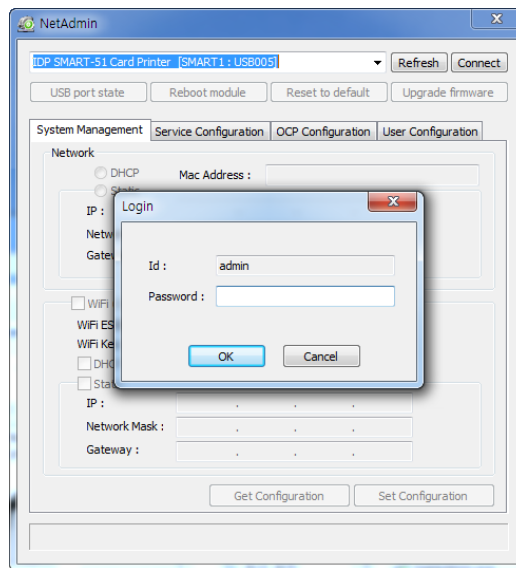 NetAdmin
IDP SMART-51 Card Printer [SMART1 : USB005]
Refresh
Connect
USB port state
Reboot module
Reset to default
Upgrade firmware
System Management
Service Configuration
OCP Configuration
User Configuration
Network
DHCP
Mac Address :
IP :
Login
Id :
admin
Password :
OK
Cancel
WiFi
IP :
Network Mask :
Gateway :
Get Configuration
Set Configuration